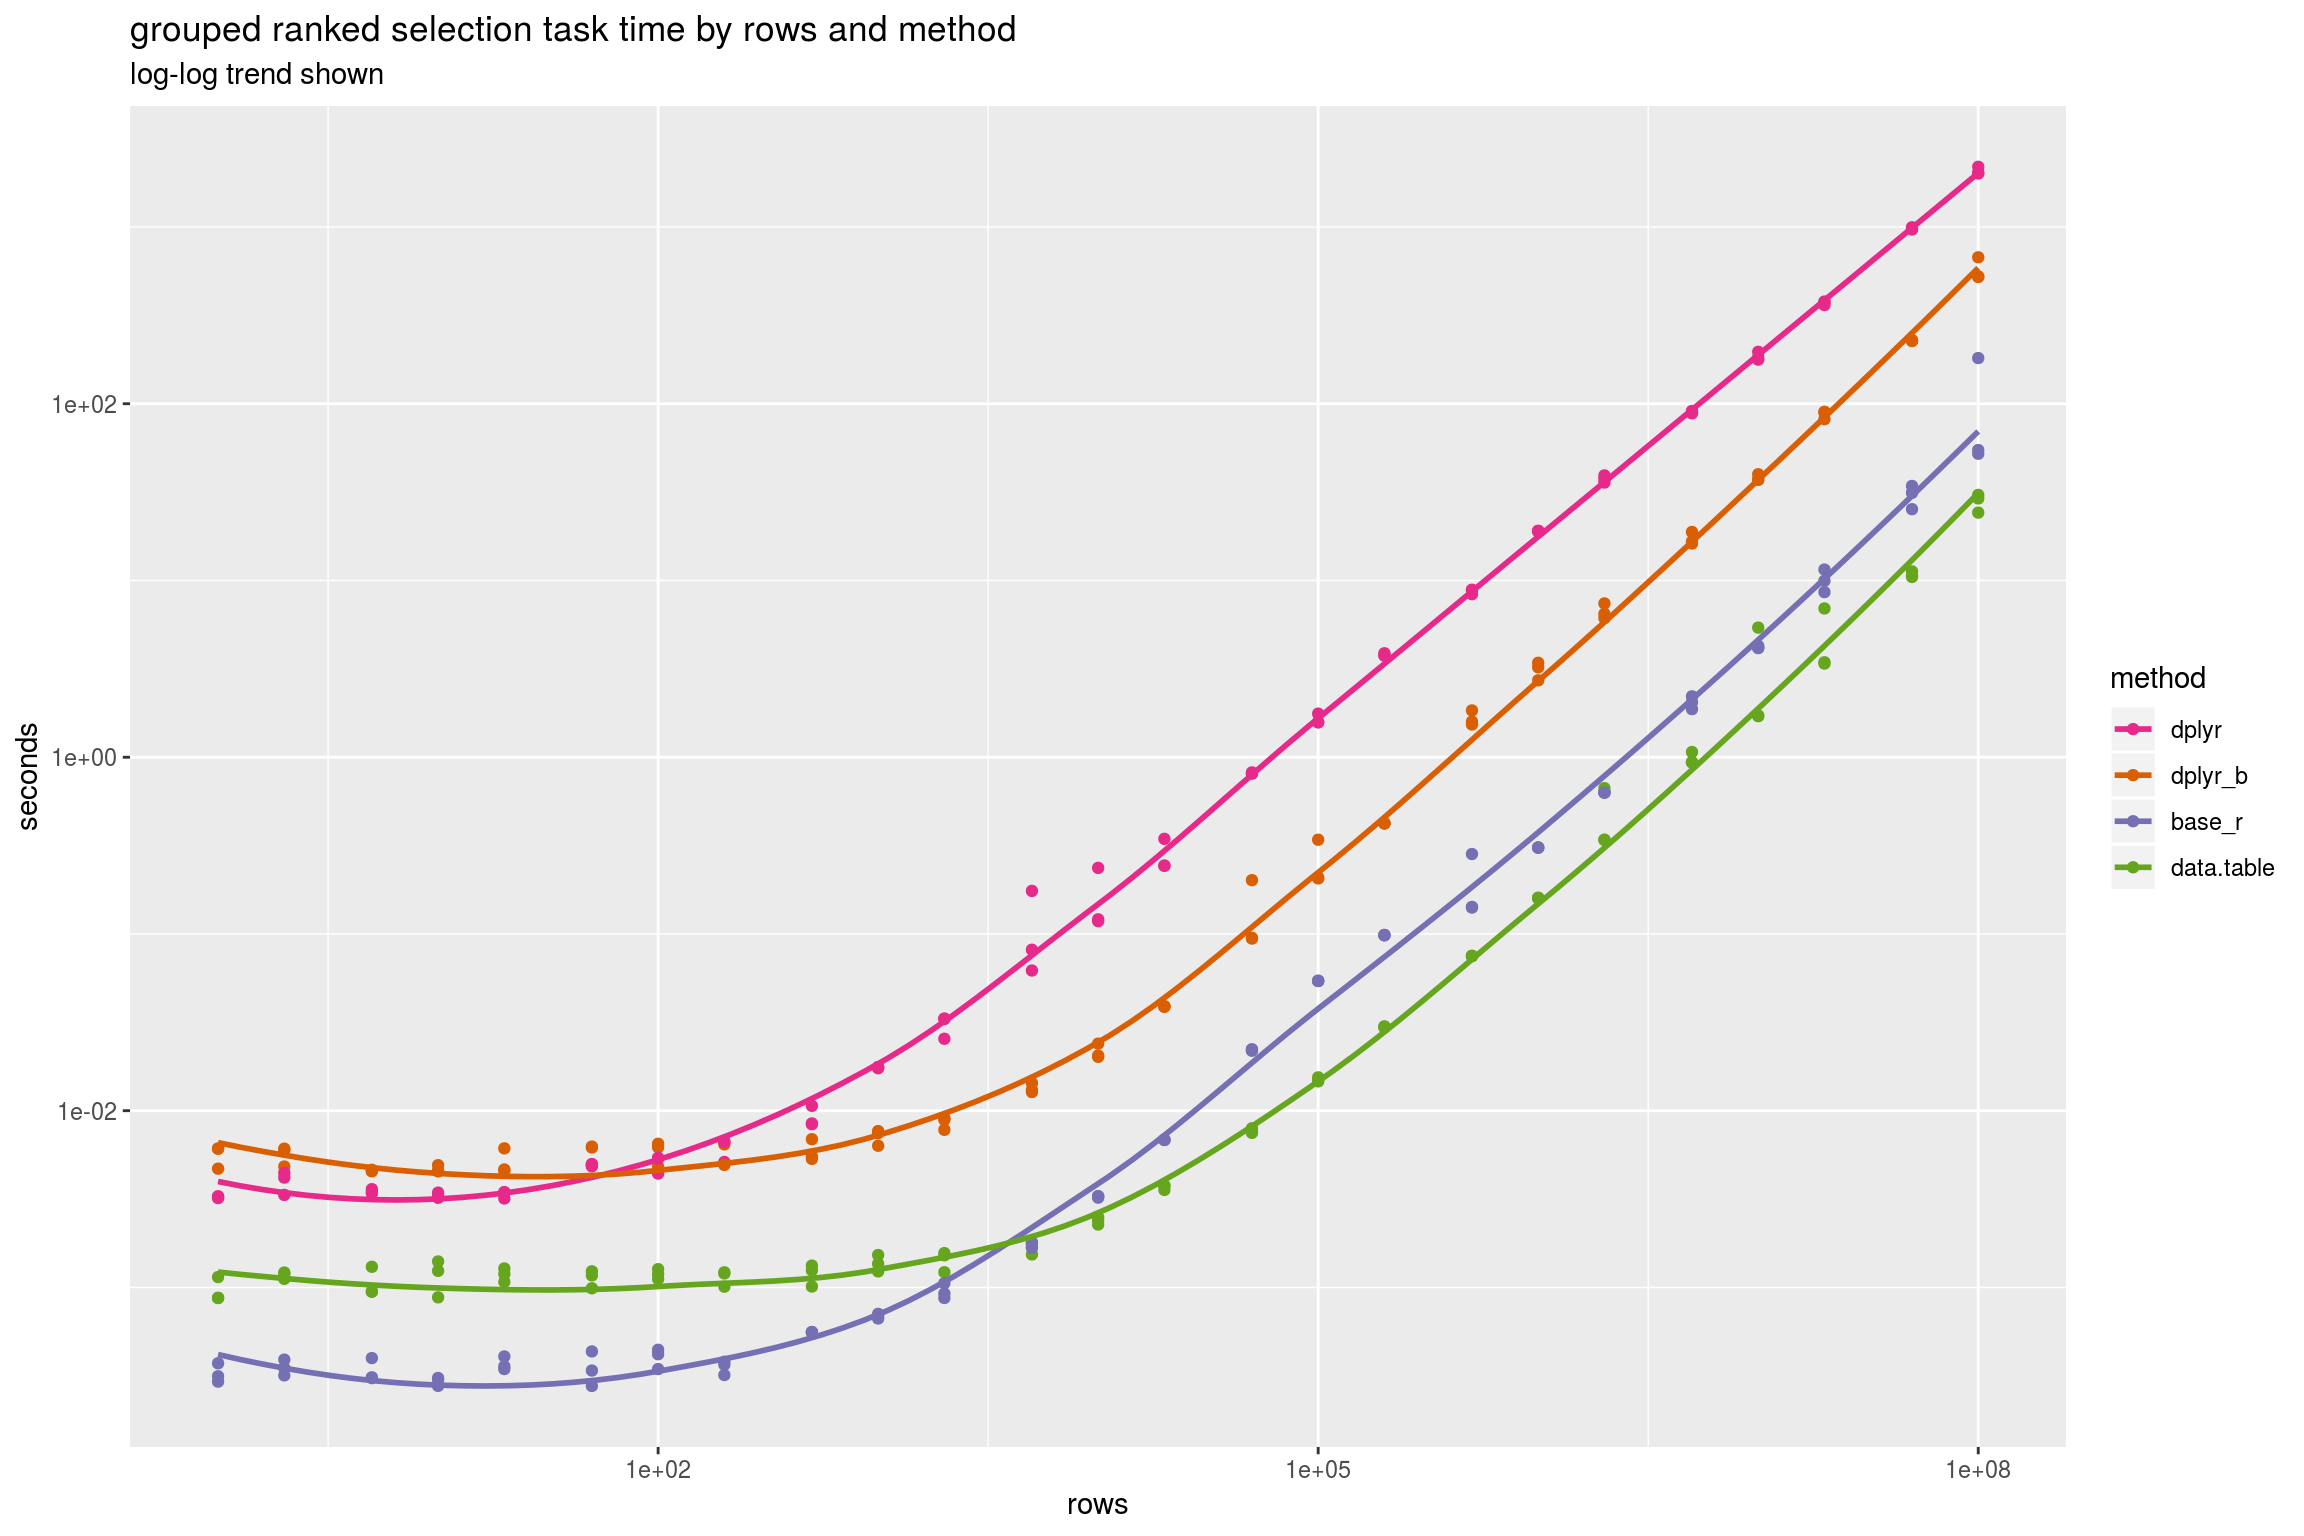 grouped ranked selection task time by rows and method
log-log trend shown
1e+02
1e+00
1e-02
seconds
1e+02
1e+05
1e+08
rows
method
dplyr
dplyr_b
base_r
data.table